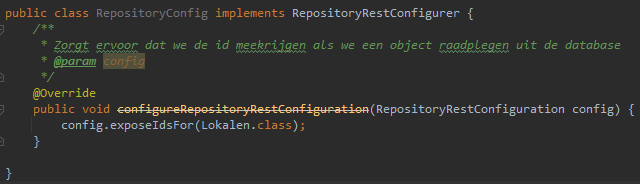 public class RepositoryConfig implements RepositoryRestConfigurer {
/**
* Zorgt ervoor dat we de id meekrijgen als we een object raadplegen uit de database
* @param config
*/
@Override
public void configureRepositoryRestConfiguration(RepositoryRestConfiguration config) {
config.exposeIdsFor(Lokalen.class);
}
}